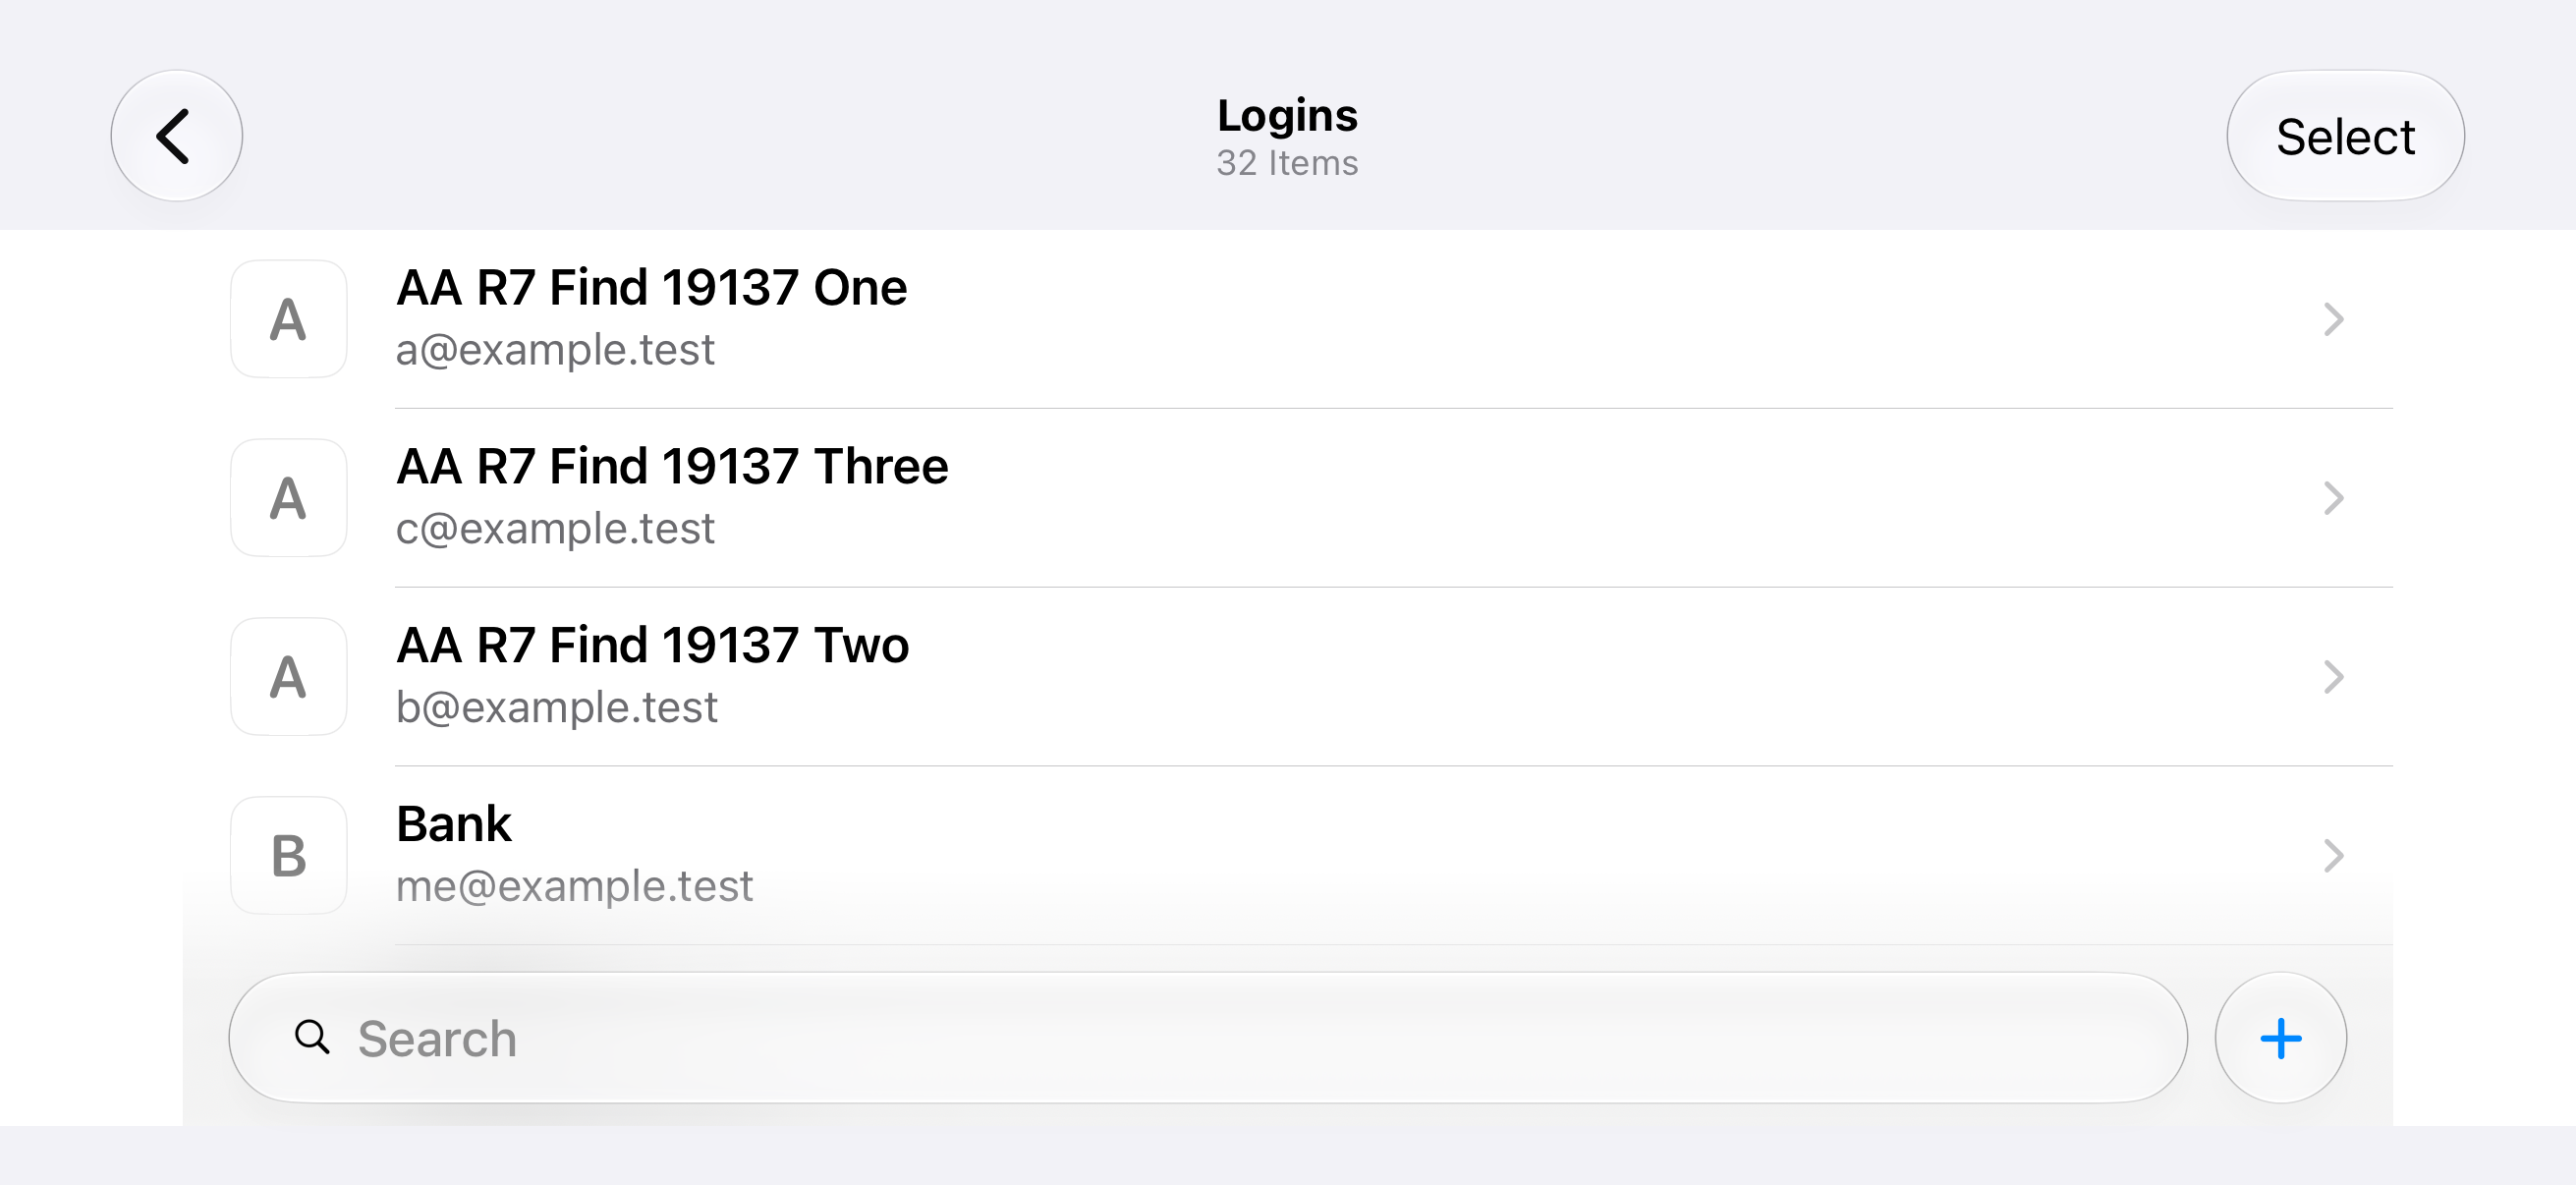 Logins
32 Items
Select
A
AA R7 Find 19137 One
a@example.test
A
AA R7 Find 19137 Three
c@example.test
A
AA R7 Find 19137 Two
b@example.test
B
Bank
me@example.test
Search